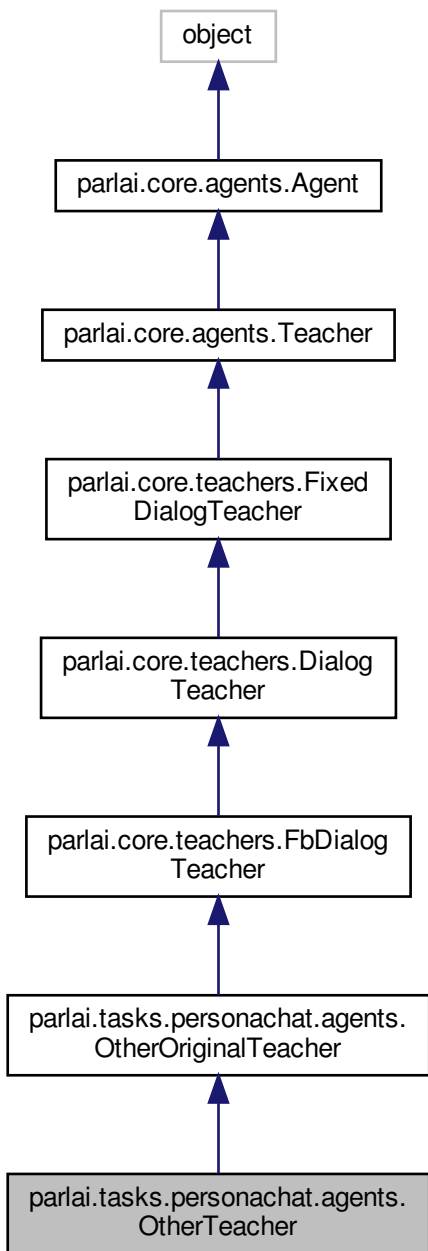 object
parlai.core.agents.Agent
parlai.core.agents.Teacher
parlai.core.teachers.Fixed
DialogTeacher
parlai.core.teachers.Dialog
Teacher
parlai.core.teachers.FbDialog
Teacher
parlai.tasks.personachat.agents.
OtherOriginalTeacher
parlai.tasks.personachat.agents.
OtherTeacher